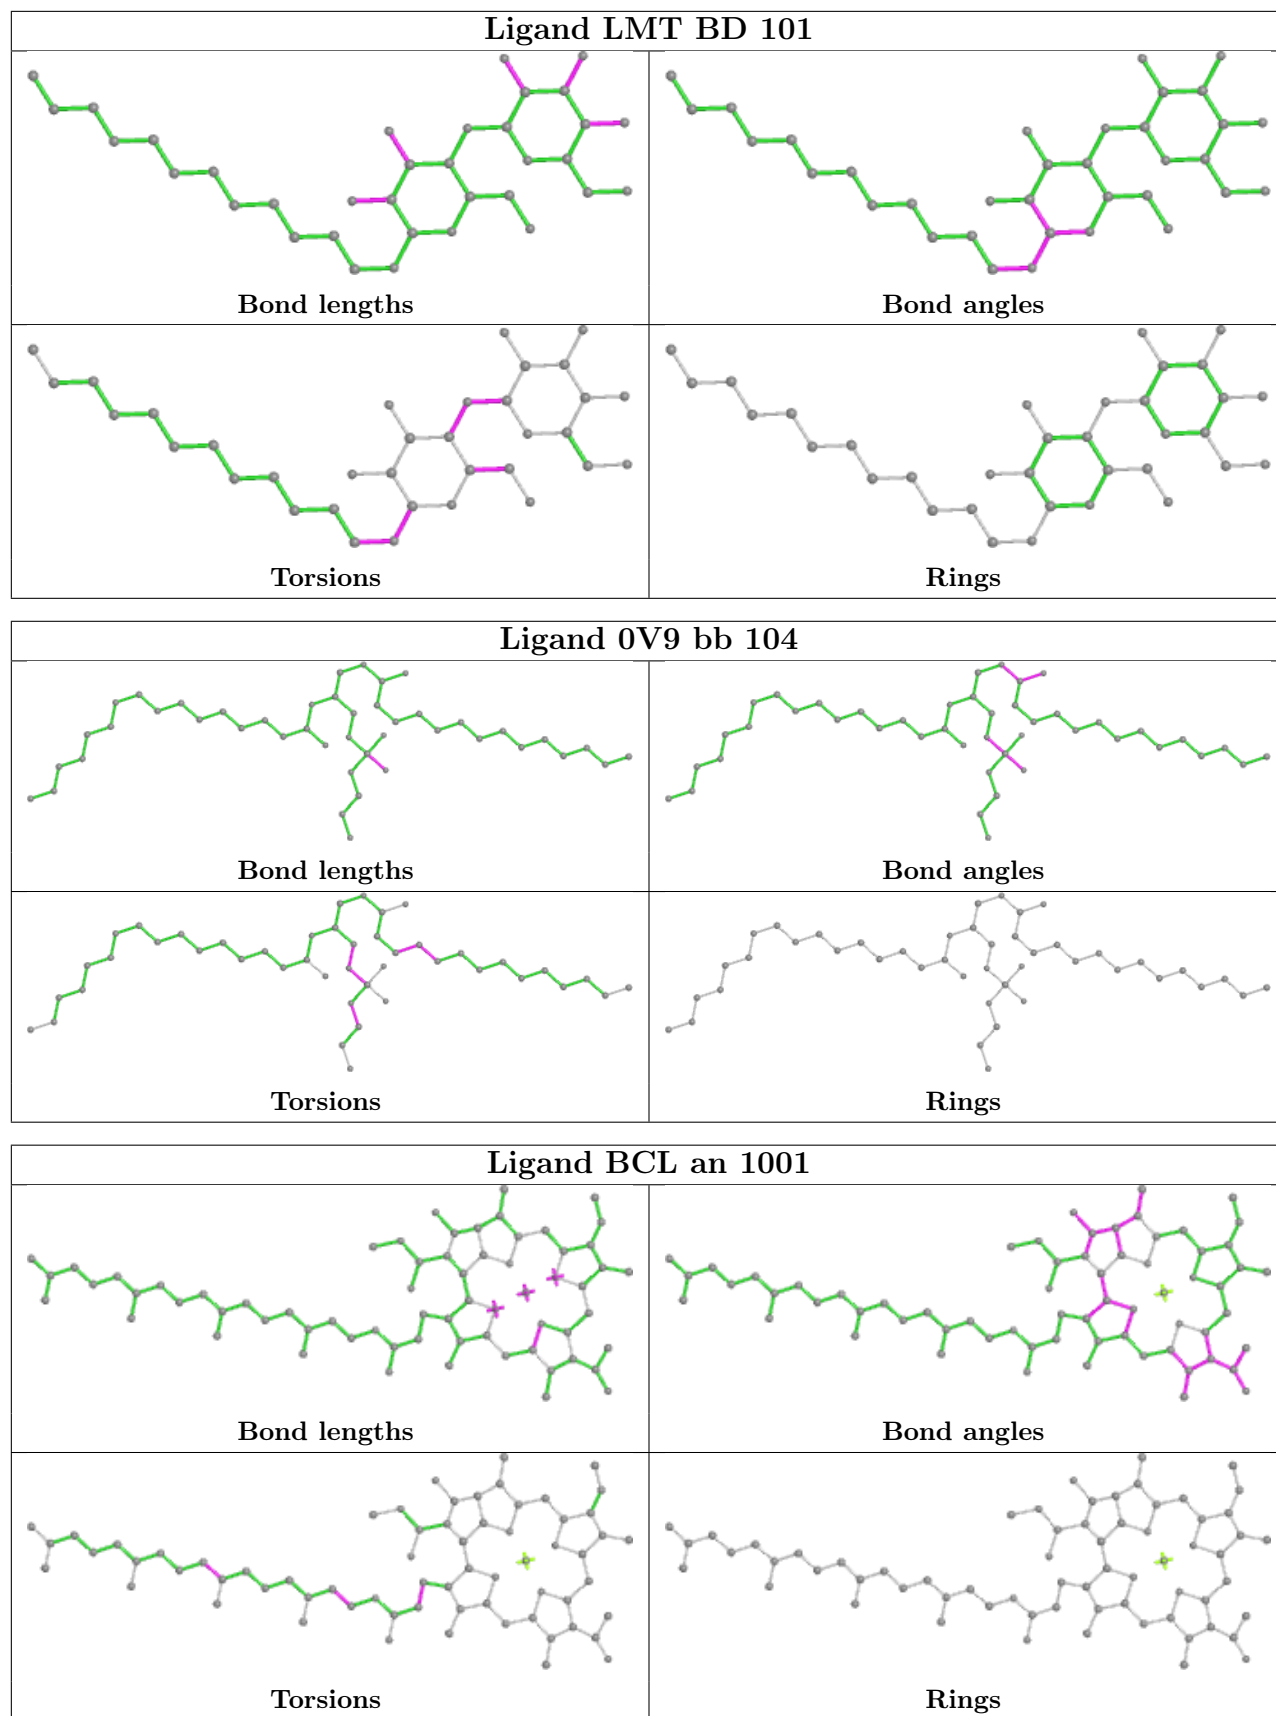 Ligand LMT BD 101
Bond lengths
Bond angles
Torsions
Rings
Ligand 0V9 bb 104
Bond lengths
Bond angles
Torsions
Rings
Ligand BCL an 1001
Bond lengths
Bond angles
Torsions
Rings